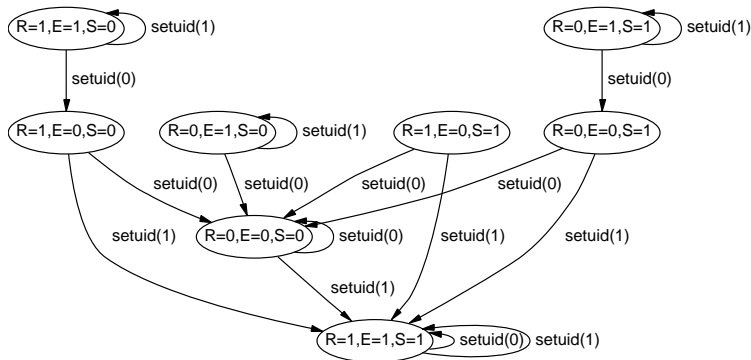 R=1,E=1,S=0
setuid(1)
R=0,E=1,S=1
setuid(1)
setuid(0)
setuid(0)
R=1,E=0,S=0
R=0,E=1,S=0
setuid(1)
R=1,E=0,S=1
R=0,E=0,S=1
setuid(0)
setuid(0)
setuid(0)
setuid(0)
setuid(1)
R=0,E=0,S=0
setuid(0)
setuid(1)
setuid(1)
setuid(1)
R=1,E=1,S=1
setuid(0)
setuid(1)